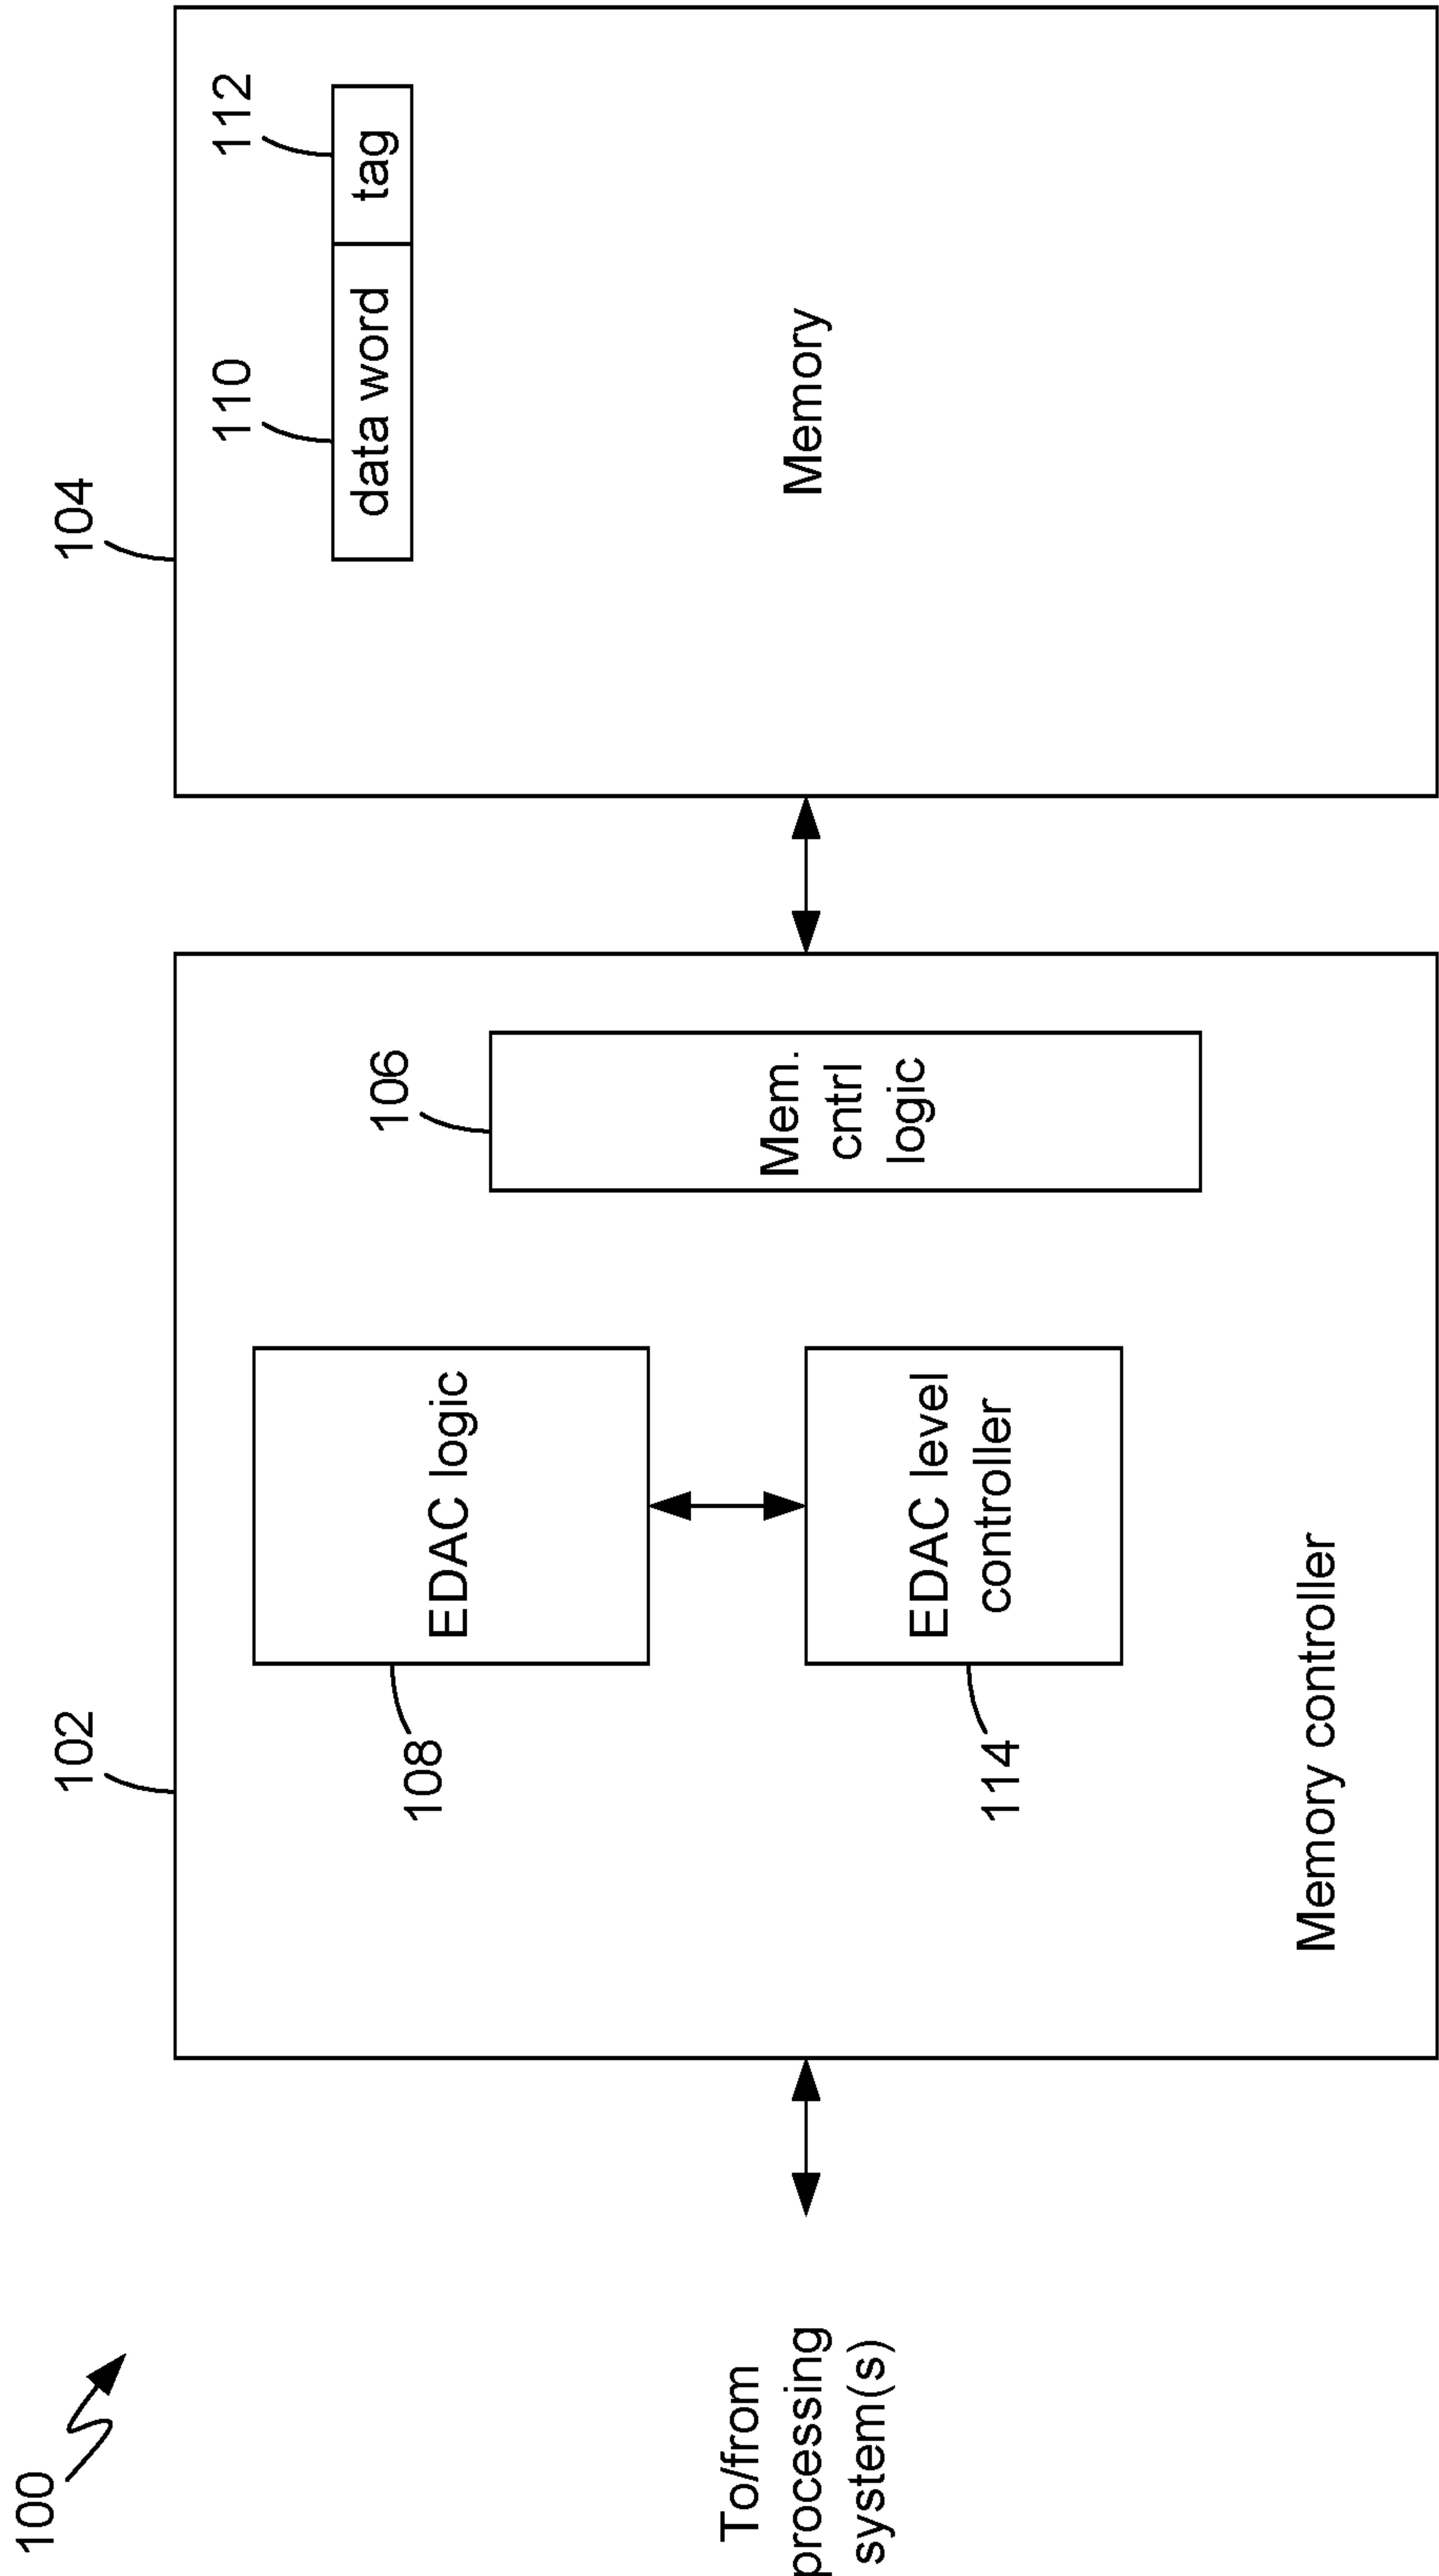 100
102
104
110
112
data word tag
106
EDAC logic
108
Mem.
cntrl
logic
To/from
processing
system(s)
Memory
EDAC level
controller
114
Memory controller